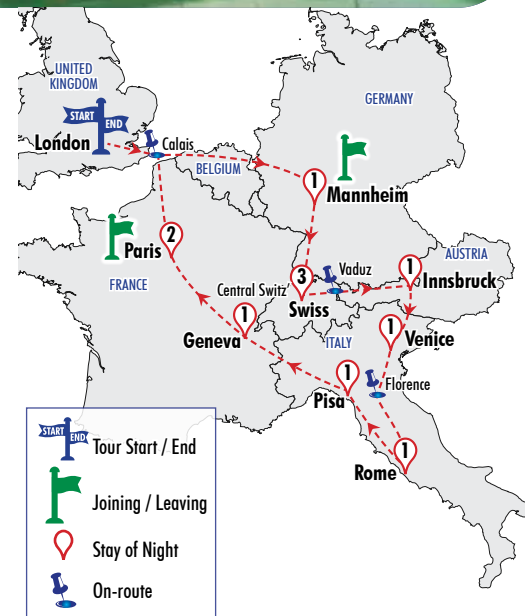 UNITED
KINGDOM
START
END
London
Calais
BELGIUM
GERMANY
1
Mannheim
2
Paris
FRANCE
3
Vaduz
Central Switz'
Swiss
1
Innsbruck
AUSTRIA
1
Geneva
ITALY
1
Venice
Florence
1
Pisa
1
Rome
START
END
Tour Start / End
Joining / Leaving
Stay of Night
On-route